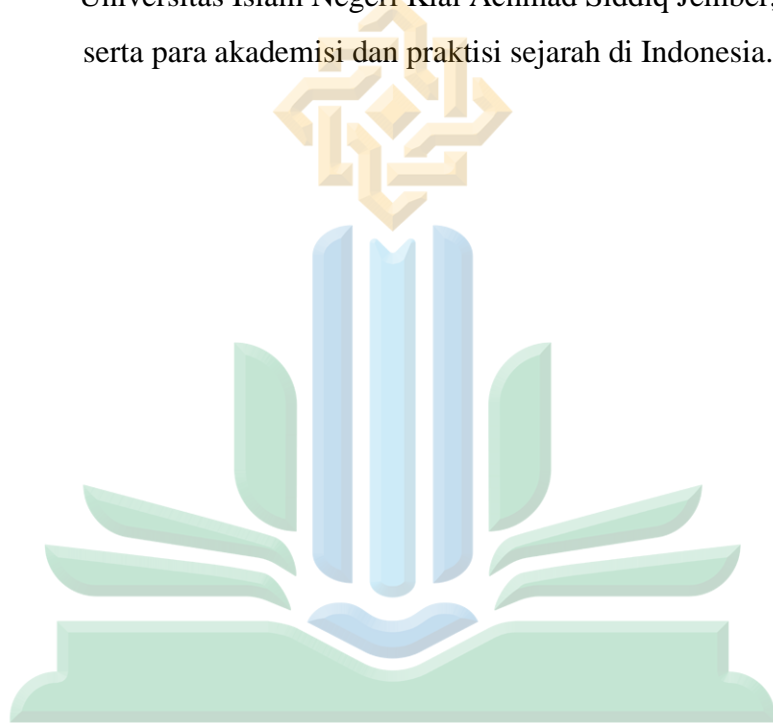 Universitas Islam Negeri Kiai Achmad Siddiq Jember,
serta para akademisi dan praktisi sejarah di Indonesia.